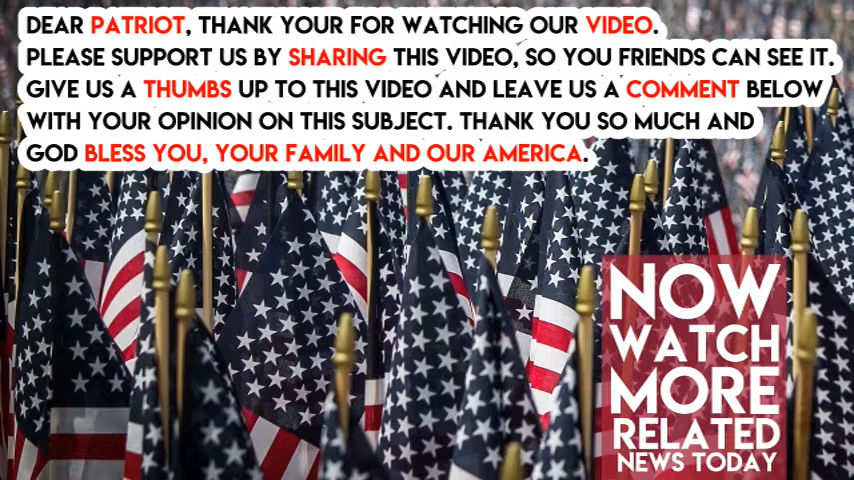 DEAR PATRIOT, THANK YOUR FOR WATCHING OUR VIDEO.
PLEASE SUPPORT US BY SHARING THIS VIDEO, SO YOU FRIENDS CAN SEE IT.
GIVE US A THUMBS UP TO THIS VIDEO AND LEAVE US A COMMENT BELOW
WITH YOUR OPINION ON THIS SUBJECT. THANK YOU SO MUCH AND
GOD BLESS YOU, YOUR FAMILY AND OUR AMERICA.
NOW
WATCH
MORE
RELATED
NEWS TODAY